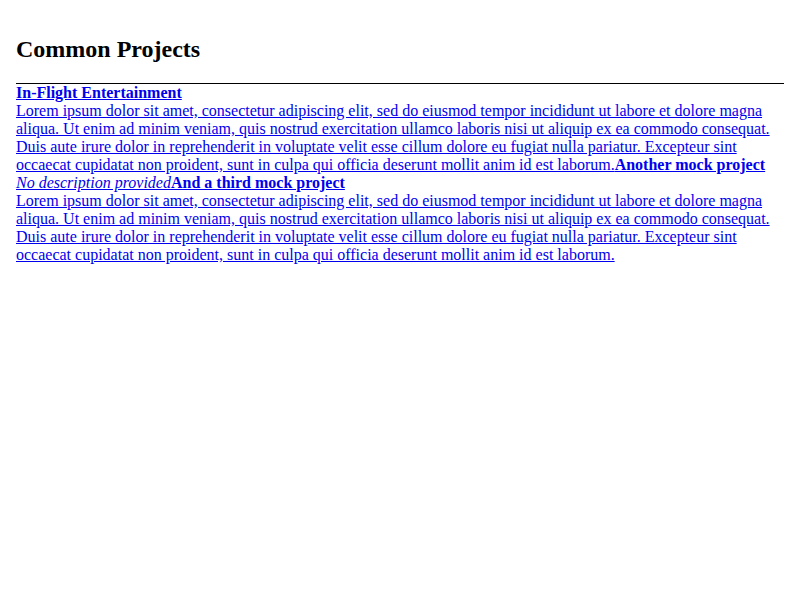 Common Projects
In-Flight Entertainment
Lorem ipsum dolor sit amet, consectetur adipiscing elit, sed do eiusmod tempor incididunt ut labore et dolore magna
aliqua. Ut enim ad minim veniam, quis nostrud exercitation ullamco laboris nisi ut aliquip ex ea commodo consequat.
Duis aute irure dolor in reprehenderit in voluptate velit esse cillum dolore eu fugiat nulla pariatur. Excepteur sint
occaecat cupidatat non proident, sunt in culpa qui officia deserunt mollit anim id est laborum.Another mock project
No description providedAnd a third mock project
Lorem ipsum dolor sit amet, consectetur adipiscing elit, sed do eiusmod tempor incididunt ut labore et dolore magna
aliqua. Ut enim ad minim veniam, quis nostrud exercitation ullamco laboris nisi ut aliquip ex ea commodo consequat.
Duis aute irure dolor in reprehenderit in voluptate velit esse cillum dolore eu fugiat nulla pariatur. Excepteur sint
occaecat cupidatat non proident, sunt in culpa qui officia deserunt mollit anim id est laborum.